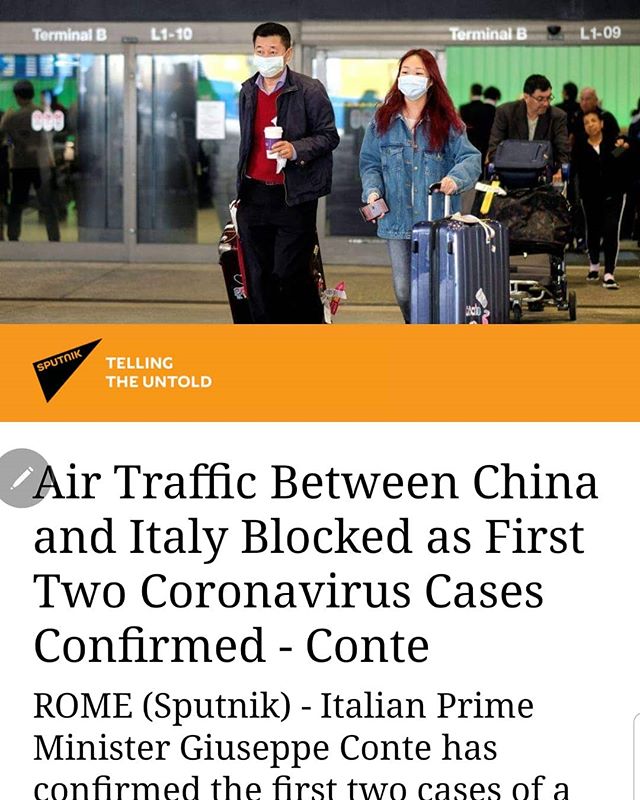 Terminal B
L1-10
Terminal B
L1-09
SPUTNIK
TELLING
THE UNTOLD
Air Traffic Between China
and Italy Blocked as First
Two Coronavirus Cases
Confirmed - Conte
ROME (Sputnik) - Italian Prime
Minister Giuseppe Conte has
confirmed the first two cases of a